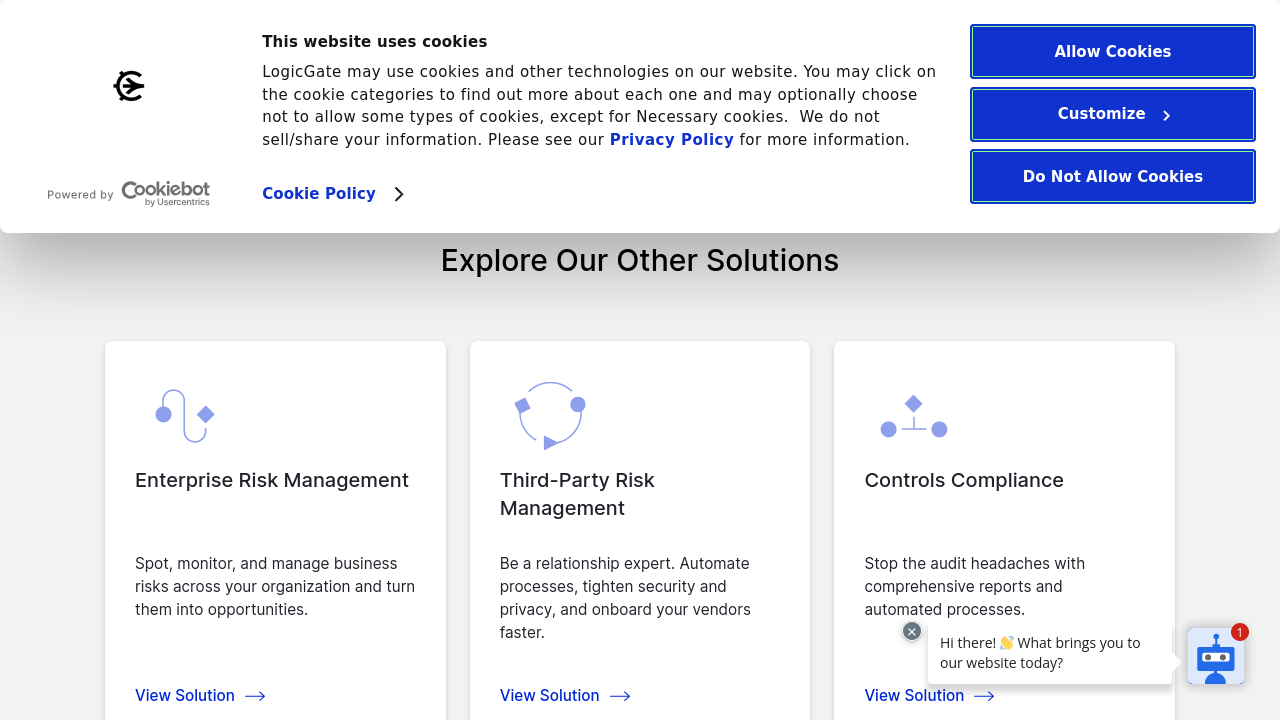 This website uses cookies
LogicGate may use cookies and other technologies on our website. You may click on
the cookie categories to find out more about each one and may optionally choose
not to allow some types of cookies, except for Necessary cookies.  We do not
sell/share your information. Please see our Privacy Policy for more information.
Cookie Policy
Powered by Cookiebot
by Usercentrics
Allow Cookies
Customize
Do Not Allow Cookies
Explore Our Other Solutions
Enterprise Risk Management
Spot, monitor, and manage business
risks across your organization and turn
them into opportunities.
View Solution
Third-Party Risk
Management
Be a relationship expert. Automate
processes, tighten security and
privacy, and onboard your vendors
faster.
View Solution
Controls Compliance
Stop the audit headaches with
comprehensive reports and
automated processes.
View Solution
Hi there! 👋 What brings you to
our website today?
1